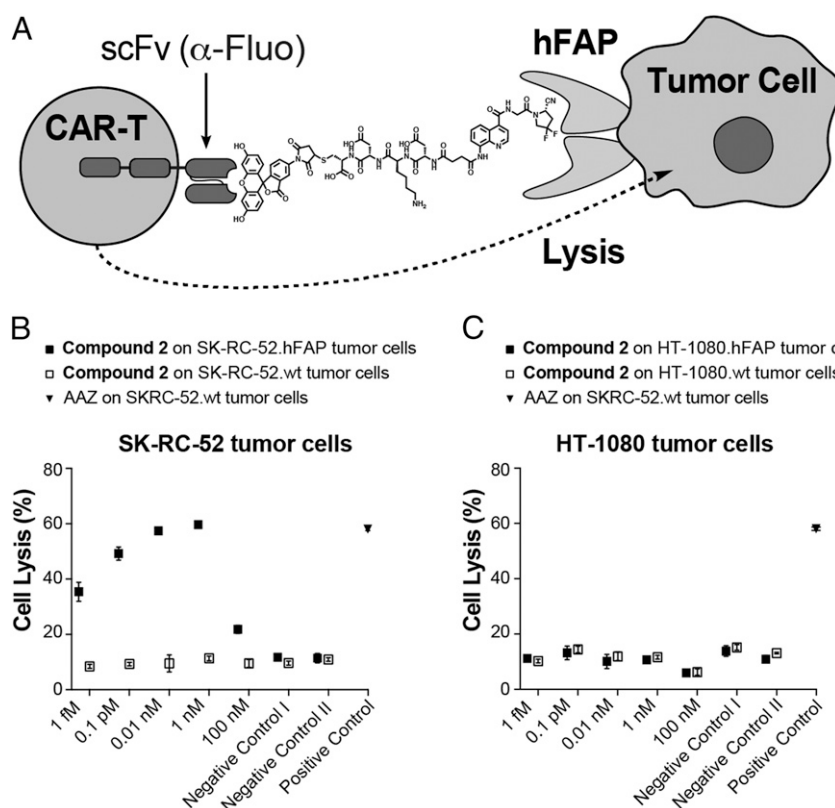 A
scFv (α-Fluo)
hFAP
CAR-T
Tumor Cell
Lysis
B
■ Compound 2 on SK-RC-52.hFAP tumor cells
□ Compound 2 on SK-RC-52.wt tumor cells
▼ AAZ on SKRC-52.wt tumor cells
SK-RC-52 tumor cells
Cell Lysis (%)
80
60
40
20
0
1 fM
0.1 pM
0.01 nM
1 nM
100 nM
Negative Control I
Negative Control II
Positive Control
C
■ Compound 2 on HT-1080.hFAP tumor c
□ Compound 2 on HT-1080.wt tumor cells
▼ AAZ on SKRC-52.wt tumor cells
HT-1080 tumor cells
Cell Lysis (%)
80
60
40
20
0
1 fM
0.1 pM
0.01 nM
1 nM
100 nM
Negative Control I
Negative Control II
Positive Control